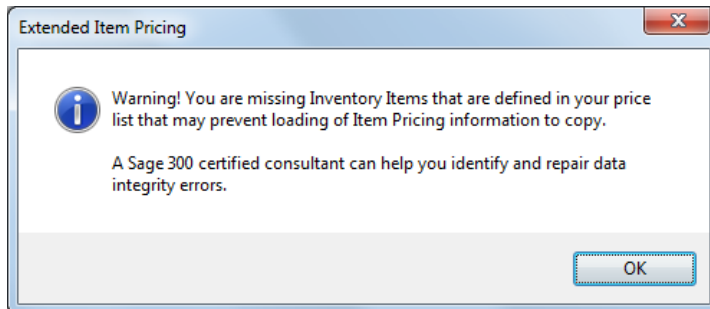 Extended Item Pricing
Warning! You are missing Inventory Items that are defined in your price
list that may prevent loading of Item Pricing information to copy.
A Sage 300 certified consultant can help you identify and repair data
integrity errors.
OK